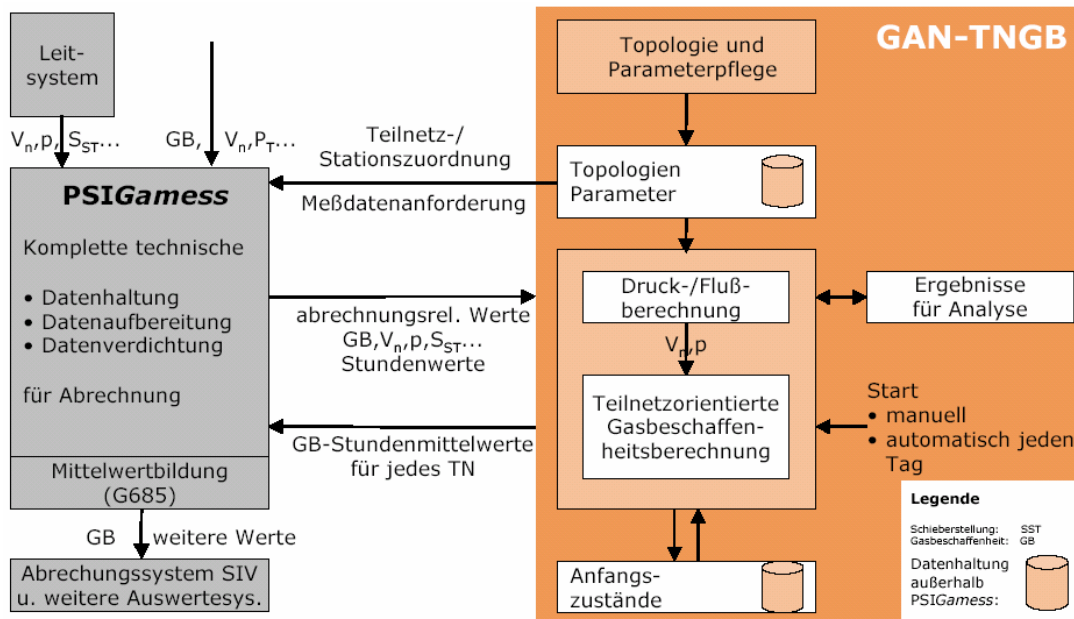 Leit-
system
V_n,p, S_ST...
GB, V_n,P_T...
PSIGamess
Komplette technische
• Datenhaltung
• Datenaufbereitung
• Datenverdichtung
für Abrechnung
Mittelwertbildung
(G685)
GB weitere Werte
Abrechungssystem SIV
u. weitere Auswertesys.
Teilnetz-/
Stationszuordnung
Meßdatenanforderung
abrechnungsrel. Werte
GB,V_n,p,S_ST...
Stundenwerte
GB-Stundenmittelwerte
für jedes TN
GAN-TNGB
Topologie und
Parameterpflege
Topologien
Parameter
Druck-/Fluß-
berechnung
V_n,p
Teilnetzorientierte
Gasbeschaffen-
heitsberechnung
Ergebnisse
für Analyse
Start
• manuell
• automatisch jeden
Tag
Anfangs-
zustände
Legende
Schieberstellung: SST
Gasbeschaffenheit: GB
Datenhaltung
außerhalb
PSIGamess: